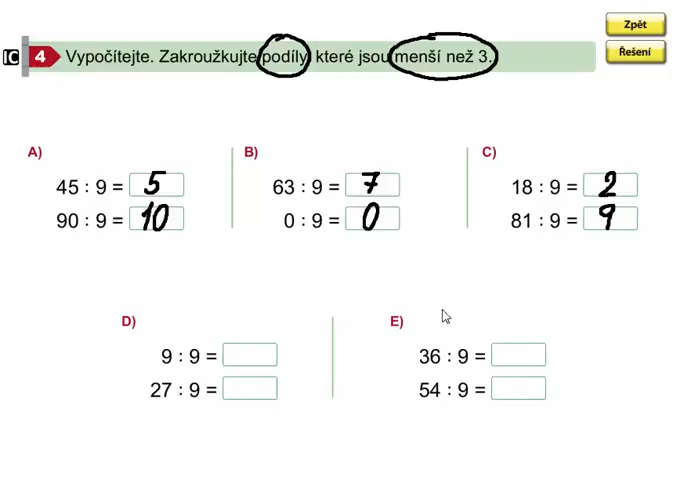 Zpět
Řešení
4 Vypočítejte. Zakroužkujte podíly, které jsou menší než 3.
A)
45 : 9 = 5
90 : 9 = 10
B)
63 : 9 = 7
0 : 9 = 0
C)
18 : 9 = 2
81 : 9 = 9
D)
9 : 9 =
27 : 9 =
E)
36 : 9 =
54 : 9 =